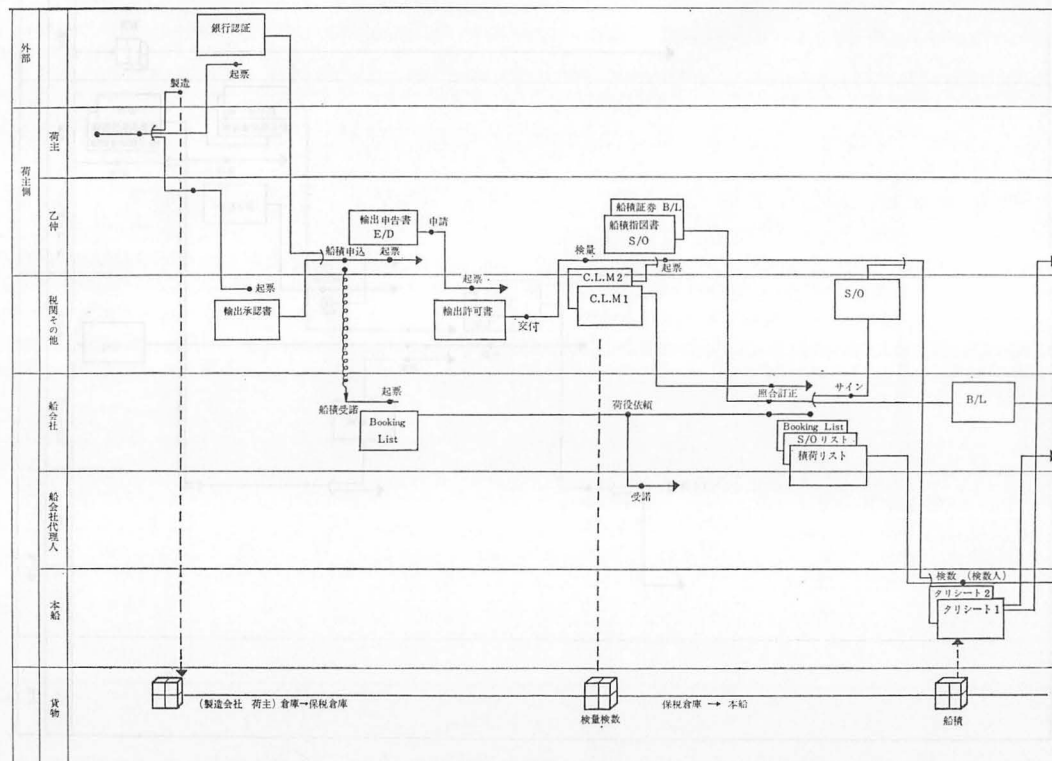 外部
荷主側
荷主
乙仲
税関その他
船会社
船会社代理人
本船
貨物
銀行認証
起票
製造
輸出申告書
E/D
申請
船積申込
起票
起票
輸出承認書
起票
輸出許可書
交付
検量
船積証券 B/L
船積指図書
S/O
起票
C.L.M2
C.L.M1
S/O
船積受諾
起票
Booking
List
荷役依頼
照合訂正
サイン
B/L
Booking List
S/Oリスト
積荷リスト
受諾
検数 (検数人)
タリシート2
タリシート1
(製造会社 荷主) 倉庫→保税倉庫
検量検数
保税倉庫 → 本船
船積